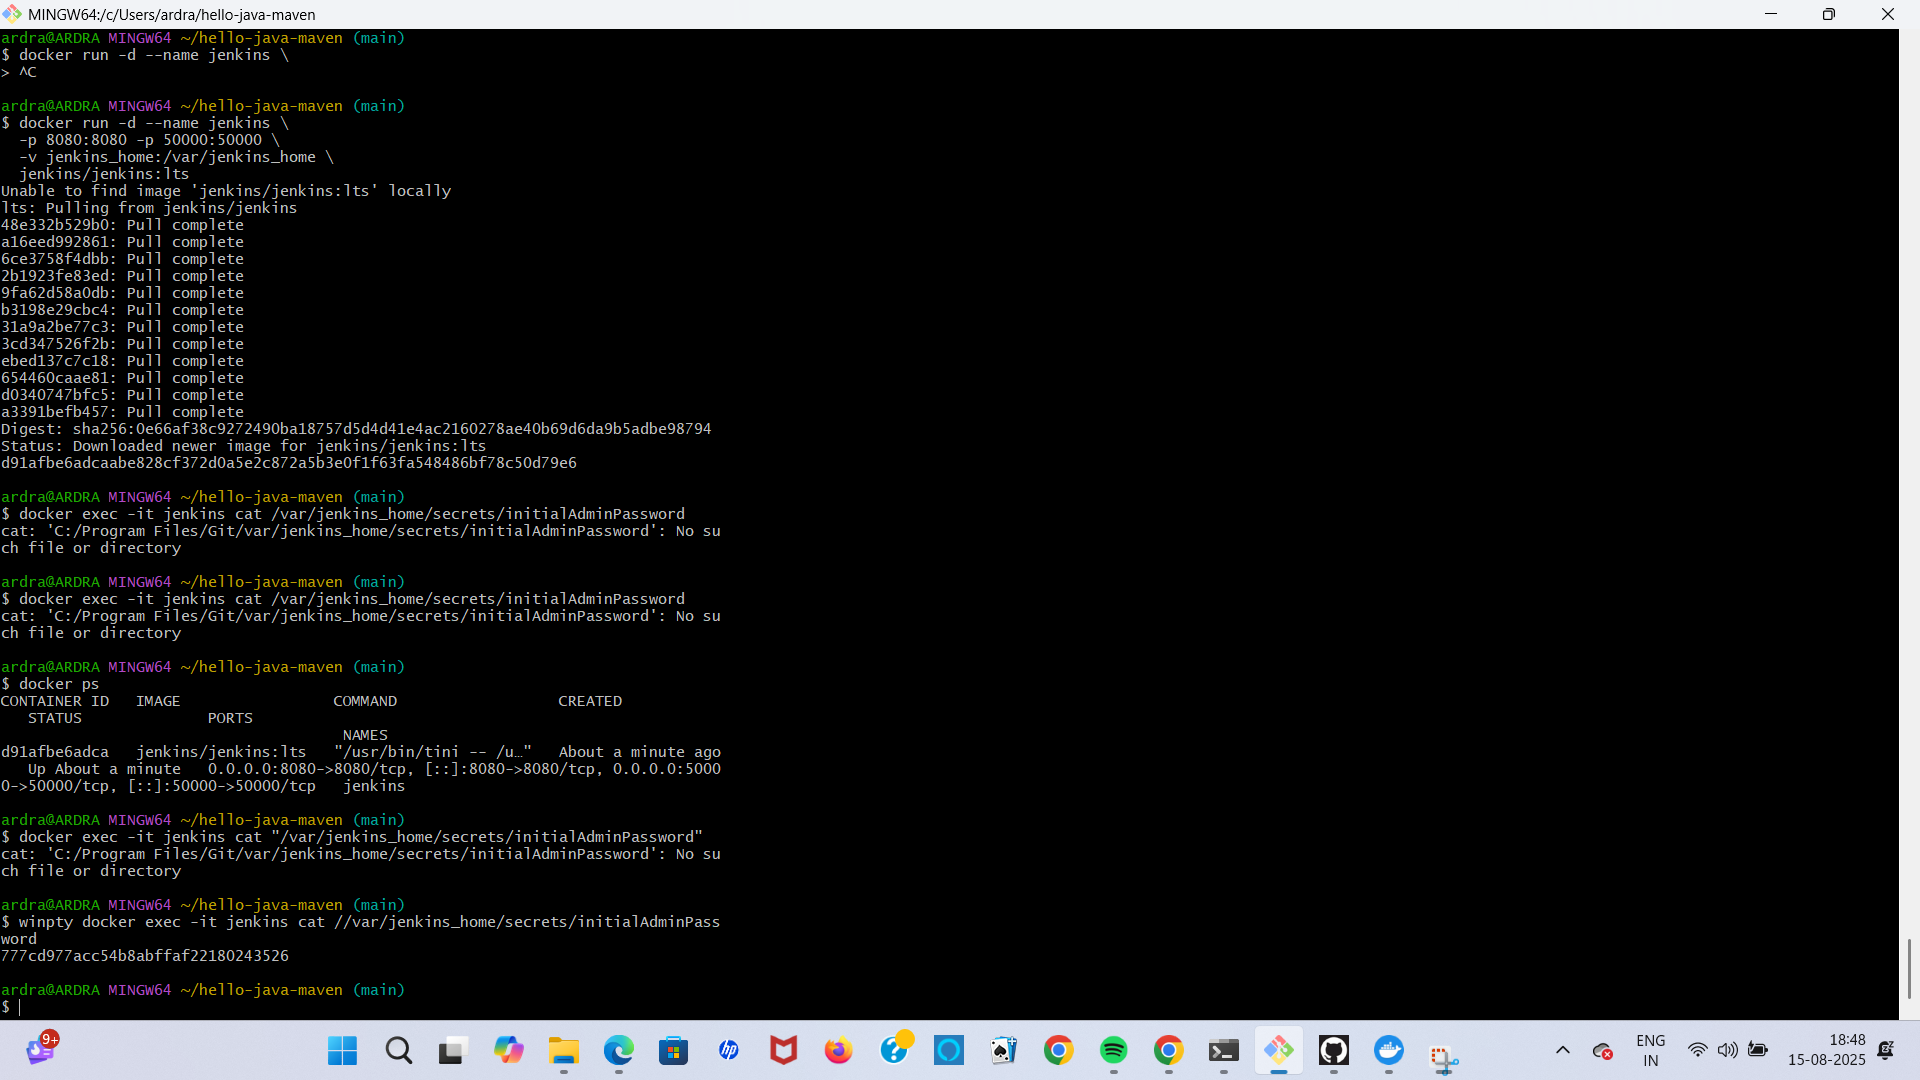 MINGW64:/c/Users/ardra/hello-java-maven
ardra@ARDRA MINGW64 ~/hello-java-maven (main)
$ docker run -d --name jenkins \
> ^C
ardra@ARDRA MINGW64 ~/hello-java-maven (main)
$ docker run -d --name jenkins \
-p 8080:8080 -p 50000:50000 \
-v jenkins_home:/var/jenkins_home \
jenkins/jenkins:lts
Unable to find image 'jenkins/jenkins:lts' locally
lts: Pulling from jenkins/jenkins
48e332b529b0: Pull complete
a16eed992861: Pull complete
6ce3758f4dbb: Pull complete
2b1923fe83ed: Pull complete
9fa62d58a0db: Pull complete
b3198e29cbc4: Pull complete
31a9a2be77c3: Pull complete
3cd347526f2b: Pull complete
ebed137c7c18: Pull complete
654460caae81: Pull complete
d0340747bfc5: Pull complete
a3391befb457: Pull complete
Digest: sha256:0e66af38c9272490ba18757d5d4d41e4ac2160278ae40b69d6da9b5adbe98794
Status: Downloaded newer image for jenkins/jenkins:lts
d91afbe6adcaabe828cf372d0a5e2c872a5b3e0f1f63fa548486bf78c50d79e6
ardra@ARDRA MINGW64 ~/hello-java-maven (main)
$ docker exec -it jenkins cat /var/jenkins_home/secrets/initialAdminPassword
cat: 'C:/Program Files/Git/var/jenkins_home/secrets/initialAdminPassword': No su
ch file or directory
ardra@ARDRA MINGW64 ~/hello-java-maven (main)
$ docker exec -it jenkins cat /var/jenkins_home/secrets/initialAdminPassword
cat: 'C:/Program Files/Git/var/jenkins_home/secrets/initialAdminPassword': No su
ch file or directory
ardra@ARDRA MINGW64 ~/hello-java-maven (main)
$ docker ps
CONTAINER ID   IMAGE                 COMMAND                  CREATED
STATUS              PORTS
NAMES
d91afbe6adca   jenkins/jenkins:lts   "/usr/bin/tini -- /u…"   About a minute ago
Up About a minute   0.0.0.0:8080->8080/tcp, [::]:8080->8080/tcp, 0.0.0.0:5000
0->50000/tcp, [::]:50000->50000/tcp   jenkins
ardra@ARDRA MINGW64 ~/hello-java-maven (main)
$ docker exec -it jenkins cat "/var/jenkins_home/secrets/initialAdminPassword"
cat: 'C:/Program Files/Git/var/jenkins_home/secrets/initialAdminPassword': No su
ch file or directory
ardra@ARDRA MINGW64 ~/hello-java-maven (main)
$ winpty docker exec -it jenkins cat //var/jenkins_home/secrets/initialAdminPass
word
777cd977acc54b8abffaf22180243526
ardra@ARDRA MINGW64 ~/hello-java-maven (main)
$
9+
hp
ENG
IN
18:48
15-08-2025